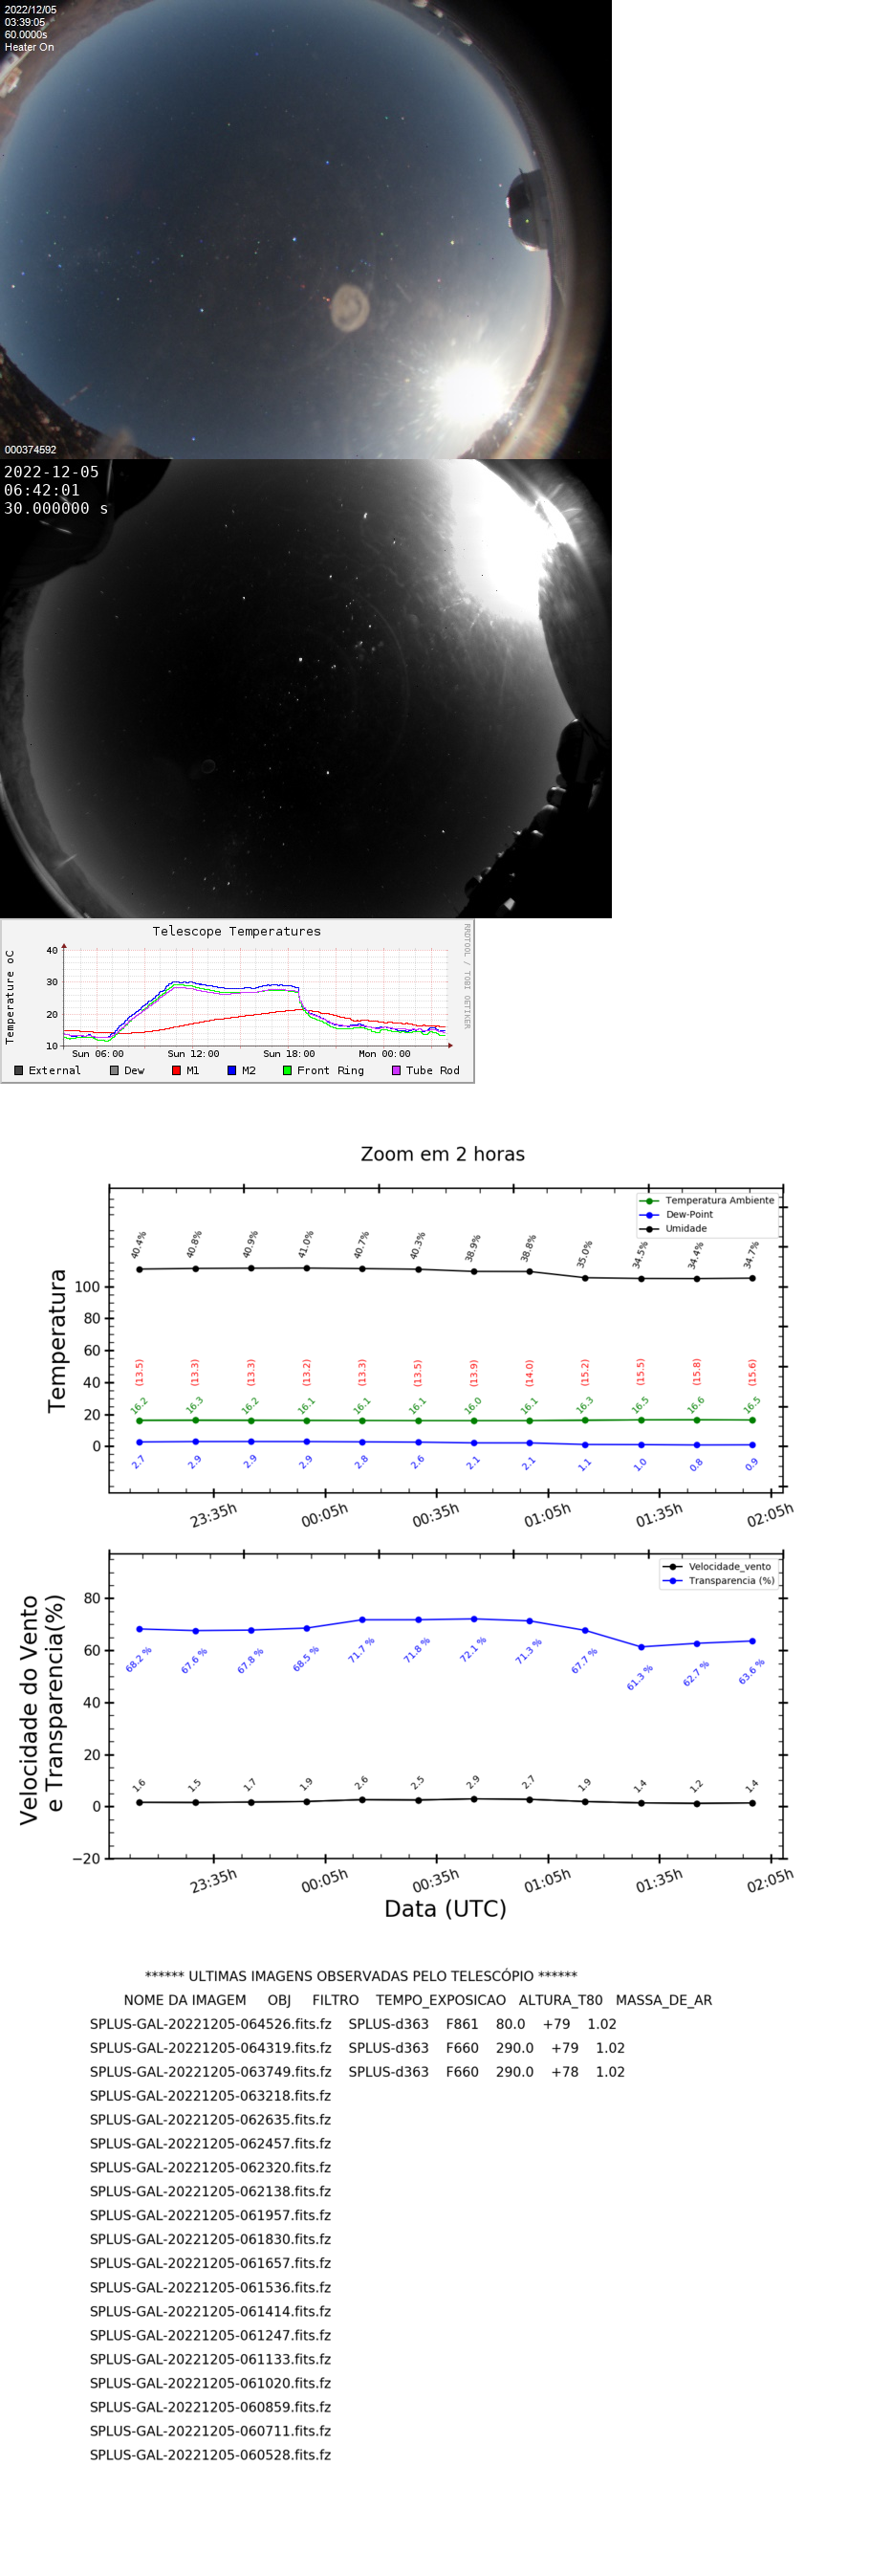 2022/12/05
03:39:05
60.0000s
Heater On
000374592
2022-12-05
06:42:01
30.000000 s
Telescope Temperatures
RRDTOOL / TOBI OETIKER
Temperature oC
40
30
20
10
Sun 06:00 Sun 12:00 Sun 18:00 Mon 00:00
External Dew M1 M2 Front Ring Tube Rod
Zoom em 2 horas
Temperatura Ambiente
Dew-Point
Umidade
40.4% 40.8% 40.9% 41.0% 40.7% 40.3% 38.9% 38.8% 35.0% 34.5% 34.4% 34.7%
Temperatura
100
80
60
40
20
0
(13.5) (13.3) (13.3) (13.2) (13.3) (13.5) (13.9) (14.0) (15.2) (15.5) (15.8) (15.6)
16.2 16.3 16.2 16.1 16.1 16.1 16.0 16.1 16.3 16.5 16.6 16.5
2.7 2.9 2.9 2.9 2.8 2.6 2.1 2.1 1.1 1.0 0.8 0.9
23:35h 00:05h 00:35h 01:05h 01:35h 02:05h
Velocidade_vento
Transparencia (%)
Velocidade do Vento
e Transparencia(%)
80
60
40
20
0
−20
68.2 % 67.6 % 67.8 % 68.5 % 71.7 % 71.8 % 72.1 % 71.3 % 67.7 % 61.3 % 62.7 % 63.6 %
1.6 1.5 1.7 1.9 2.6 2.5 2.9 2.7 1.9 1.4 1.2 1.4
23:35h 00:05h 00:35h 01:05h 01:35h 02:05h
Data (UTC)
****** ULTIMAS IMAGENS OBSERVADAS PELO TELESCÓPIO ******
NOME DA IMAGEM OBJ FILTRO TEMPO_EXPOSICAO ALTURA_T80 MASSA_DE_AR
SPLUS-GAL-20221205-064526.fits.fz SPLUS-d363 F861 80.0 +79 1.02
SPLUS-GAL-20221205-064319.fits.fz SPLUS-d363 F660 290.0 +79 1.02
SPLUS-GAL-20221205-063749.fits.fz SPLUS-d363 F660 290.0 +78 1.02
SPLUS-GAL-20221205-063218.fits.fz
SPLUS-GAL-20221205-062635.fits.fz
SPLUS-GAL-20221205-062457.fits.fz
SPLUS-GAL-20221205-062320.fits.fz
SPLUS-GAL-20221205-062138.fits.fz
SPLUS-GAL-20221205-061957.fits.fz
SPLUS-GAL-20221205-061830.fits.fz
SPLUS-GAL-20221205-061657.fits.fz
SPLUS-GAL-20221205-061536.fits.fz
SPLUS-GAL-20221205-061414.fits.fz
SPLUS-GAL-20221205-061247.fits.fz
SPLUS-GAL-20221205-061133.fits.fz
SPLUS-GAL-20221205-061020.fits.fz
SPLUS-GAL-20221205-060859.fits.fz
SPLUS-GAL-20221205-060711.fits.fz
SPLUS-GAL-20221205-060528.fits.fz